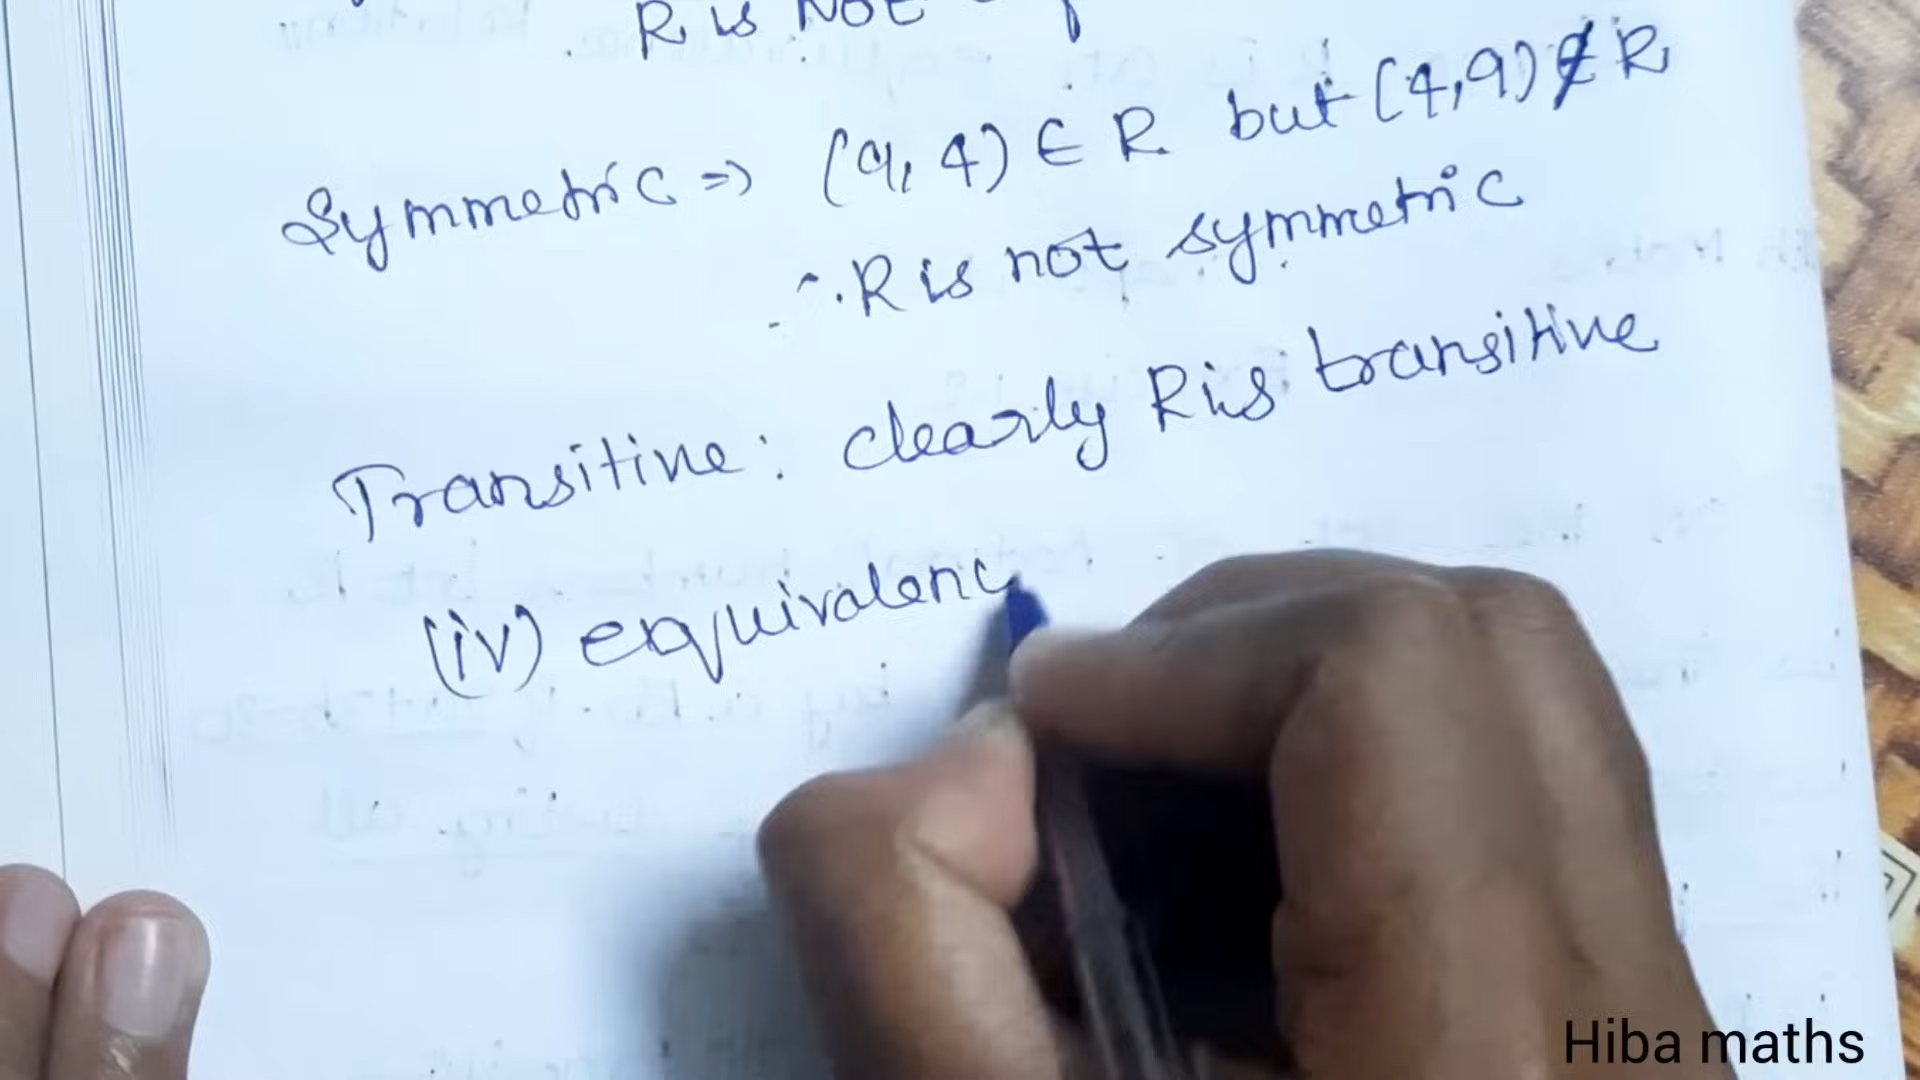 R is NOT
Symmetric => (9, 4) ∈ R but (4,9) ∉ R
∴ R is not symmetric
Transitive: clearly R is transitive
(iv) equivalenc
Hiba maths